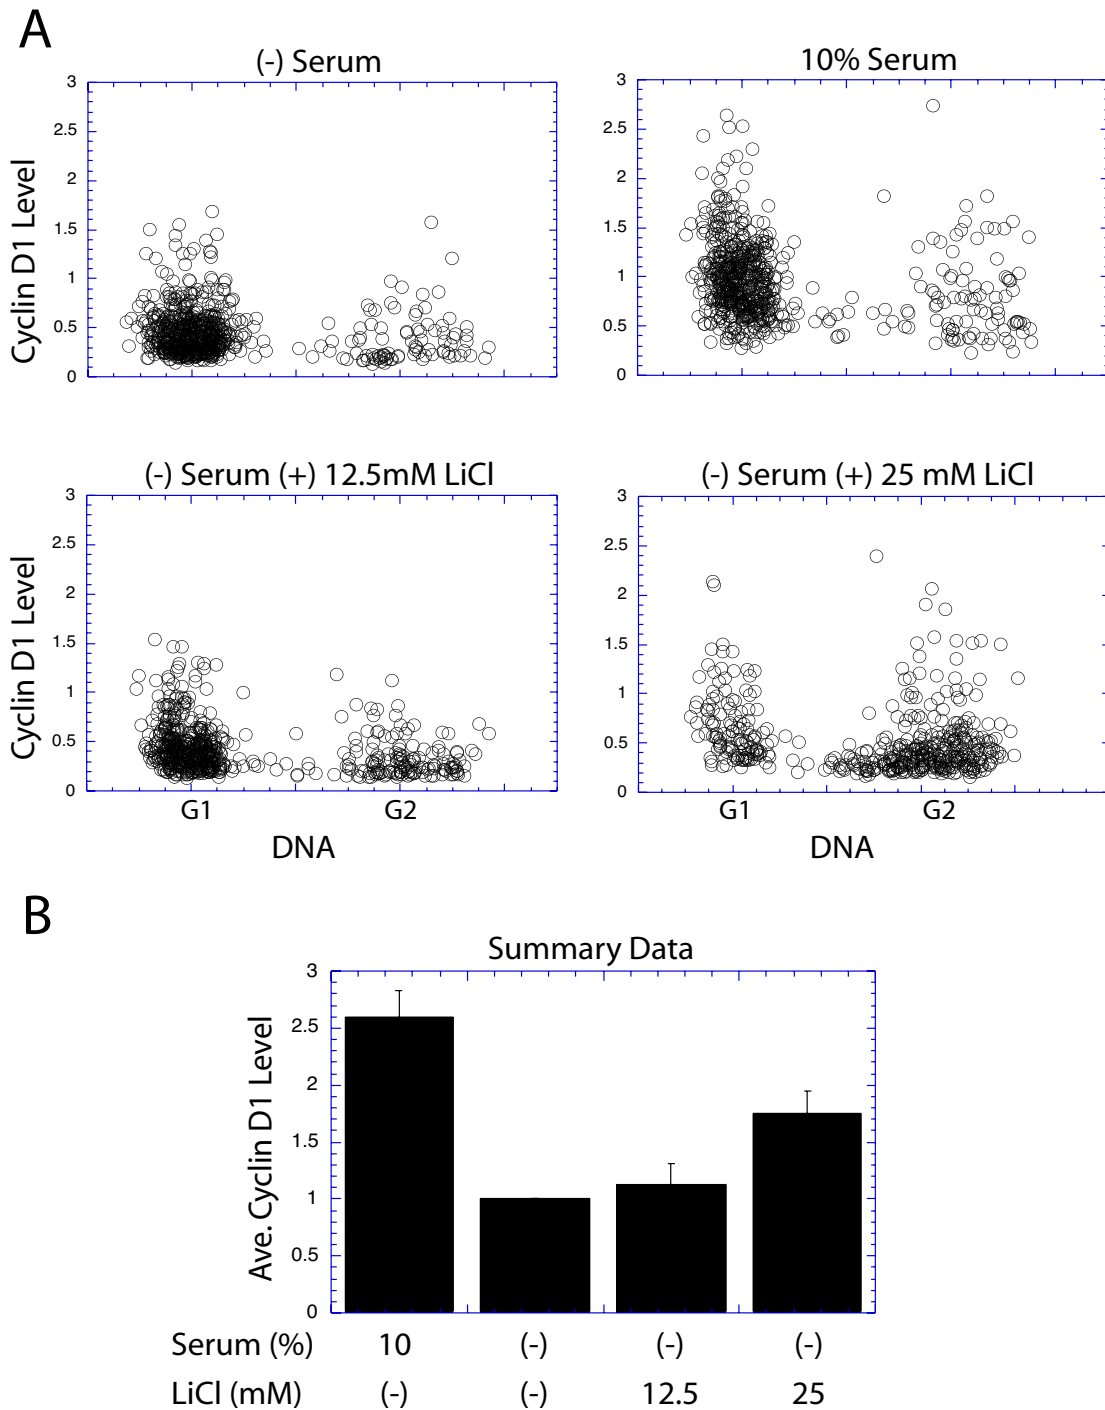 A
(-) Serum
10% Serum
3
2.5
2
1.5
1
0.5
0
Cyclin D1 Level
3
2.5
2
1.5
1
0.5
0
(-) Serum (+) 12.5mM LiCl
(-) Serum (+) 25 mM LiCl
3
2.5
2
1.5
1
0.5
0
Cyclin D1 Level
G1
G2
DNA
3
2.5
2
1.5
1
0.5
0
G1
G2
DNA
B
Summary Data
3
2.5
2
1.5
1
0.5
0
Ave. Cyclin D1 Level
Serum (%) 10 (-) (-) (-)
LiCl (mM) (-) (-) 12.5 25